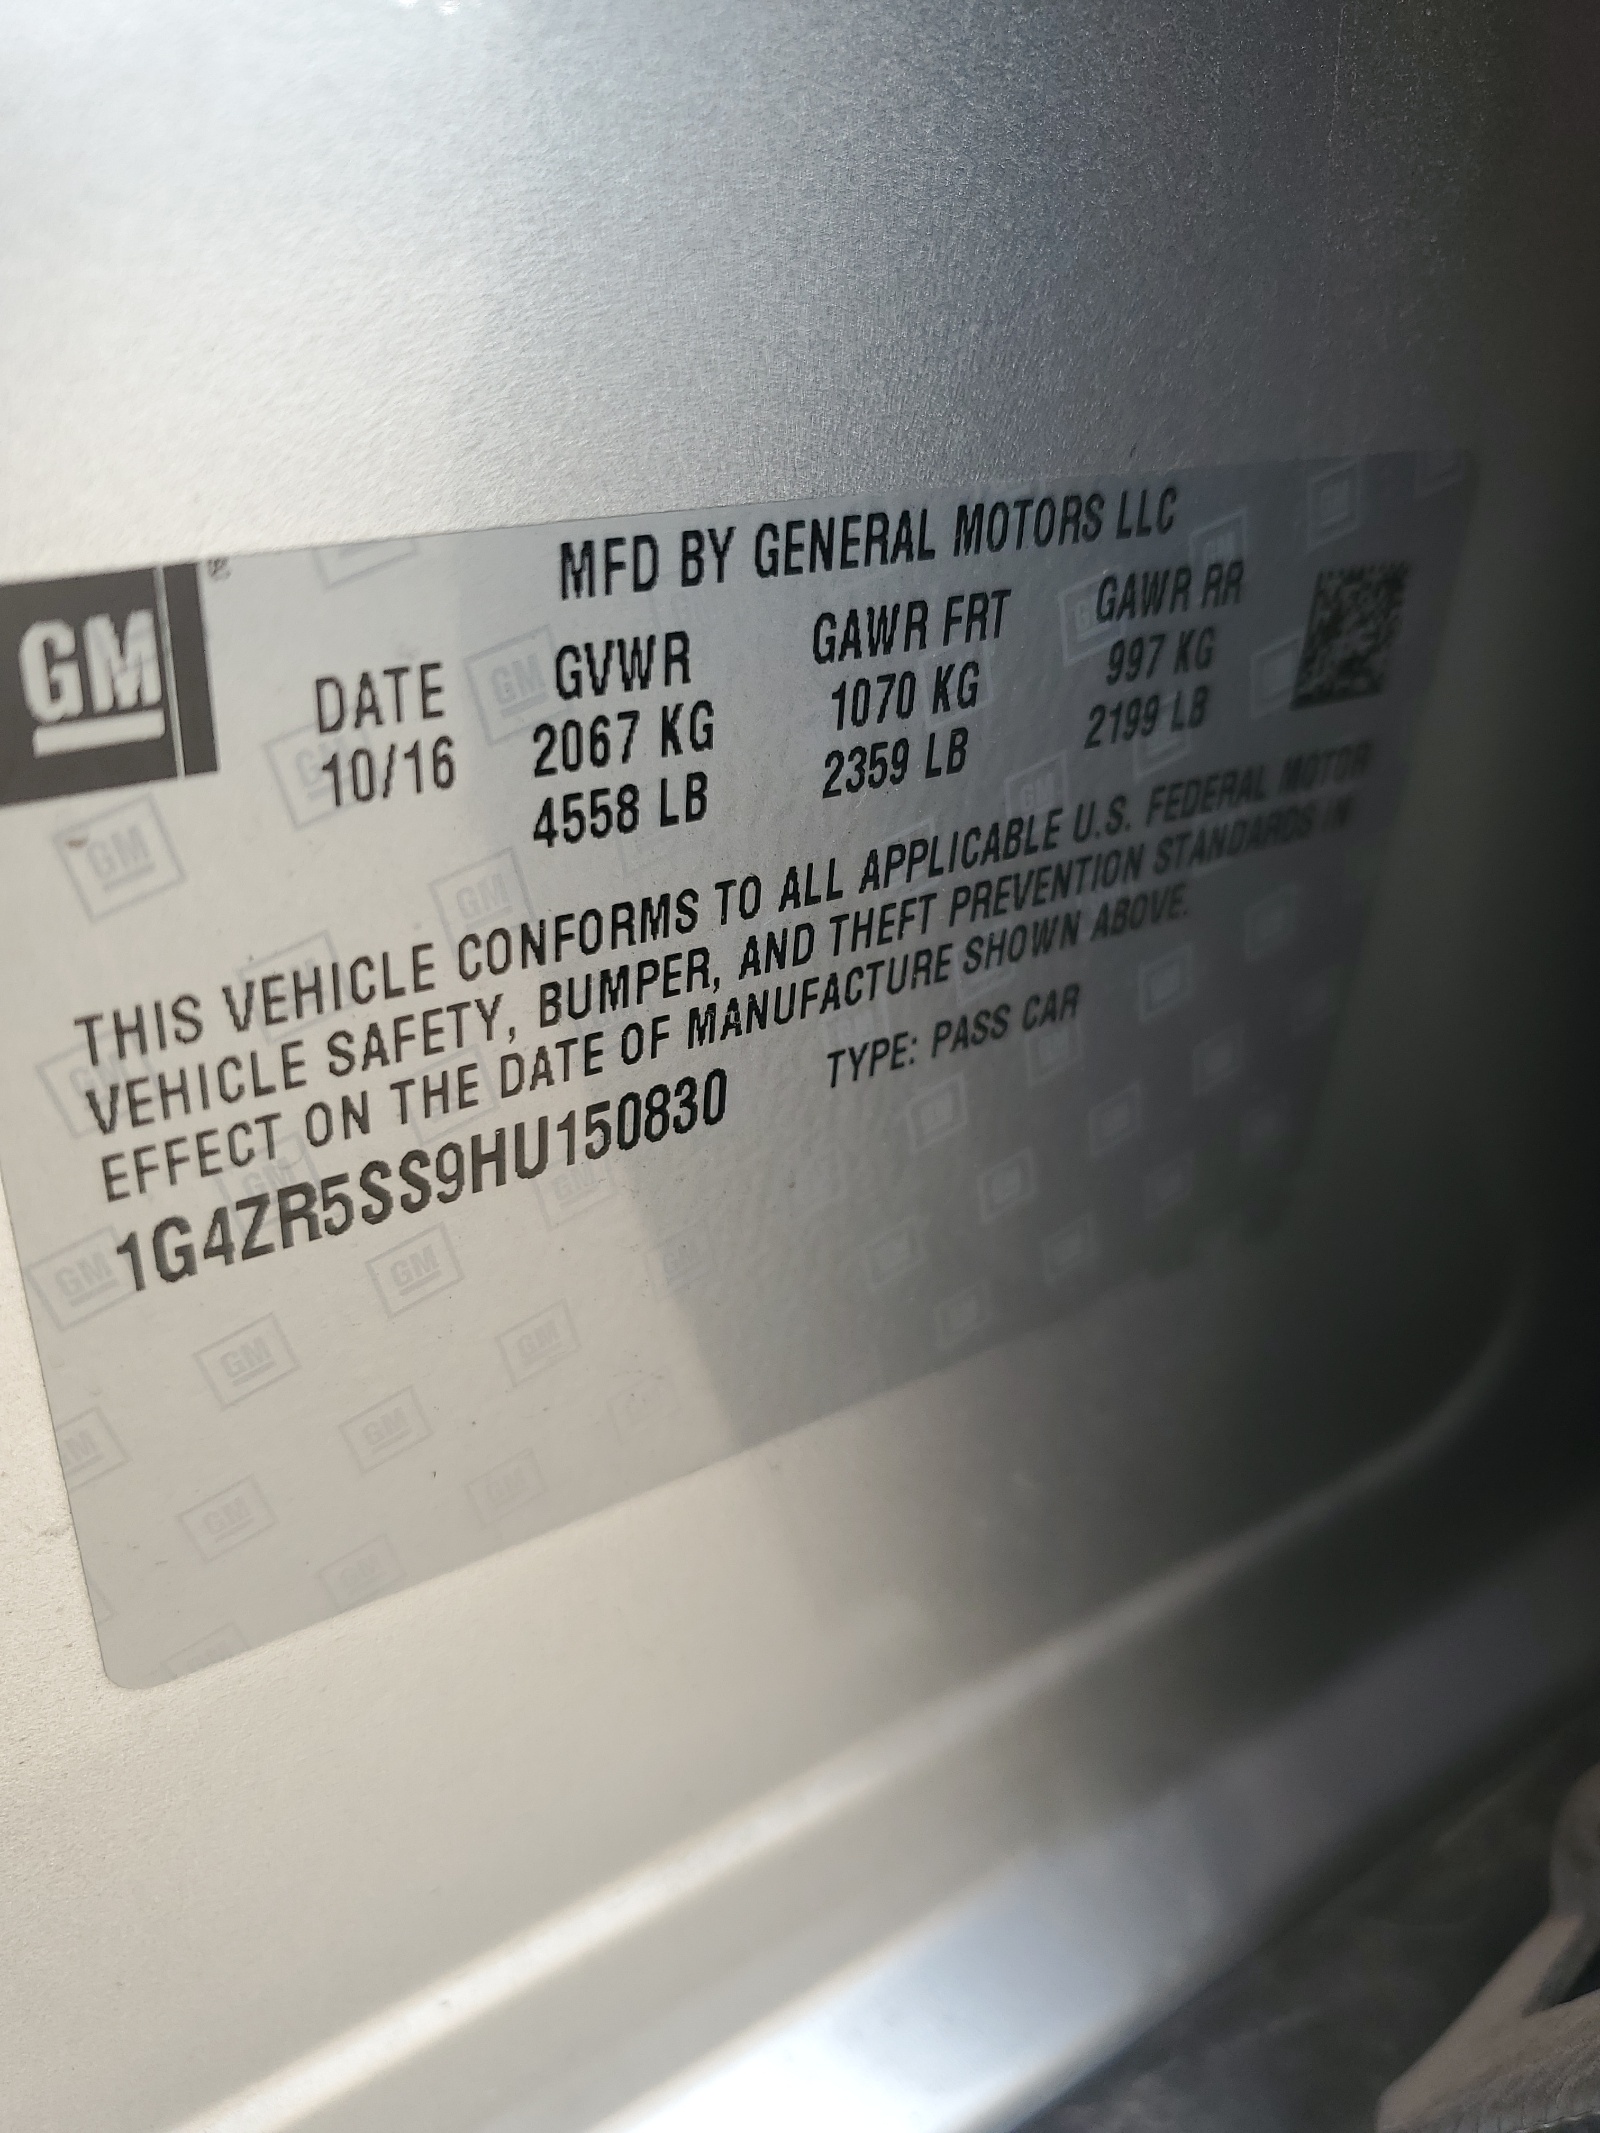 GM
MFD BY GENERAL MOTORS LLC
DATE GVWR GAWR FRT GAWR RR
10/16 2067 KG 1070 KG 997 KG
4558 LB 2359 LB 2199 LB
THIS VEHICLE CONFORMS TO ALL APPLICABLE U.S. FEDERAL MOTOR
VEHICLE SAFETY, BUMPER, AND THEFT PREVENTION STANDARDS IN
EFFECT ON THE DATE OF MANUFACTURE SHOWN ABOVE.
1G4ZR5SS9HU150830 TYPE: PASS CAR